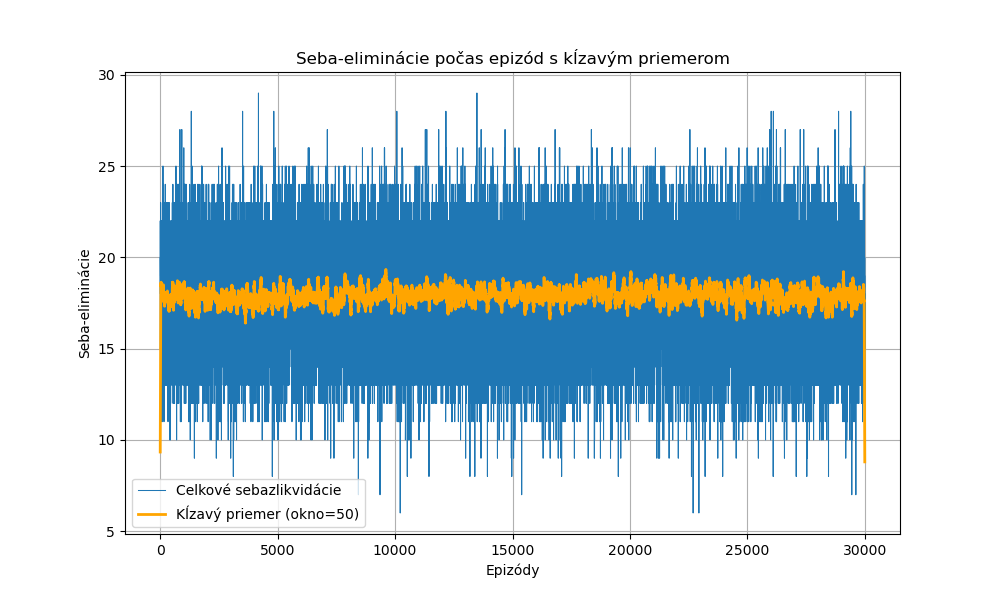 Seba-eliminácie počas epizód s kĺzavým priemerom
30
25
20
15
10
5
Seba-eliminácie
Celkové sebazlikvidácie
Kĺzavý priemer (okno=50)
0
5000
10000
15000
20000
25000
30000
Epizódy